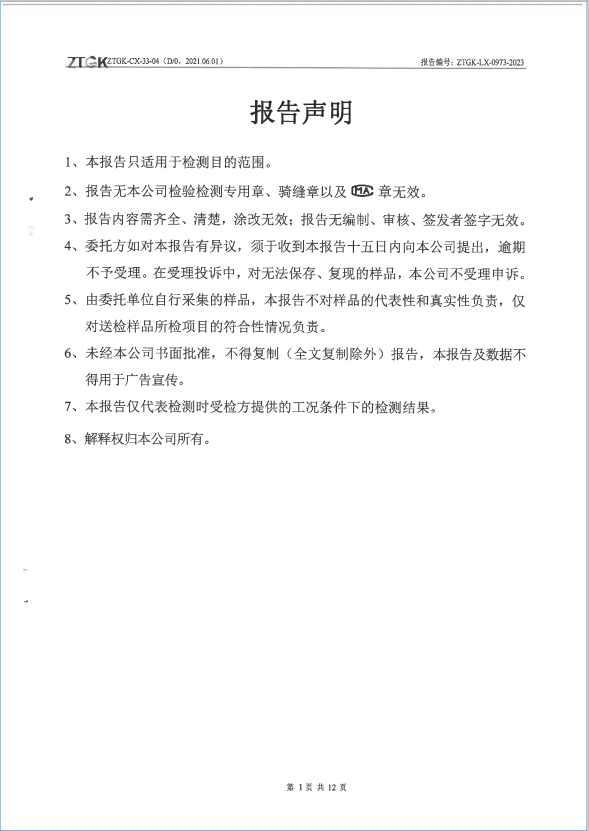 ZTGK ZTGK-CX-33-04（D/0，2021.06.01） 报告编号：ZTGK-LX-0973-2023
报告声明
1、本报告只适用于检测目的范围。
2、报告无本公司检验检测专用章、骑缝章以及 MA 章无效。
3、报告内容需齐全、清楚，涂改无效；报告无编制、审核、签发者签字无效。
4、委托方如对本报告有异议，须于收到本报告十五日内向本公司提出，逾期
不予受理。在受理投诉中，对无法保存、复现的样品，本公司不受理申诉。
5、由委托单位自行采集的样品，本报告不对样品的代表性和真实性负责，仅
对送检样品所检项目的符合性情况负责。
6、未经本公司书面批准，不得复制（全文复制除外）报告，本报告及数据不
得用于广告宣传。
7、本报告仅代表检测时受检方提供的工况条件下的检测结果。
8、解释权归本公司所有。
第 1 页 共 12 页